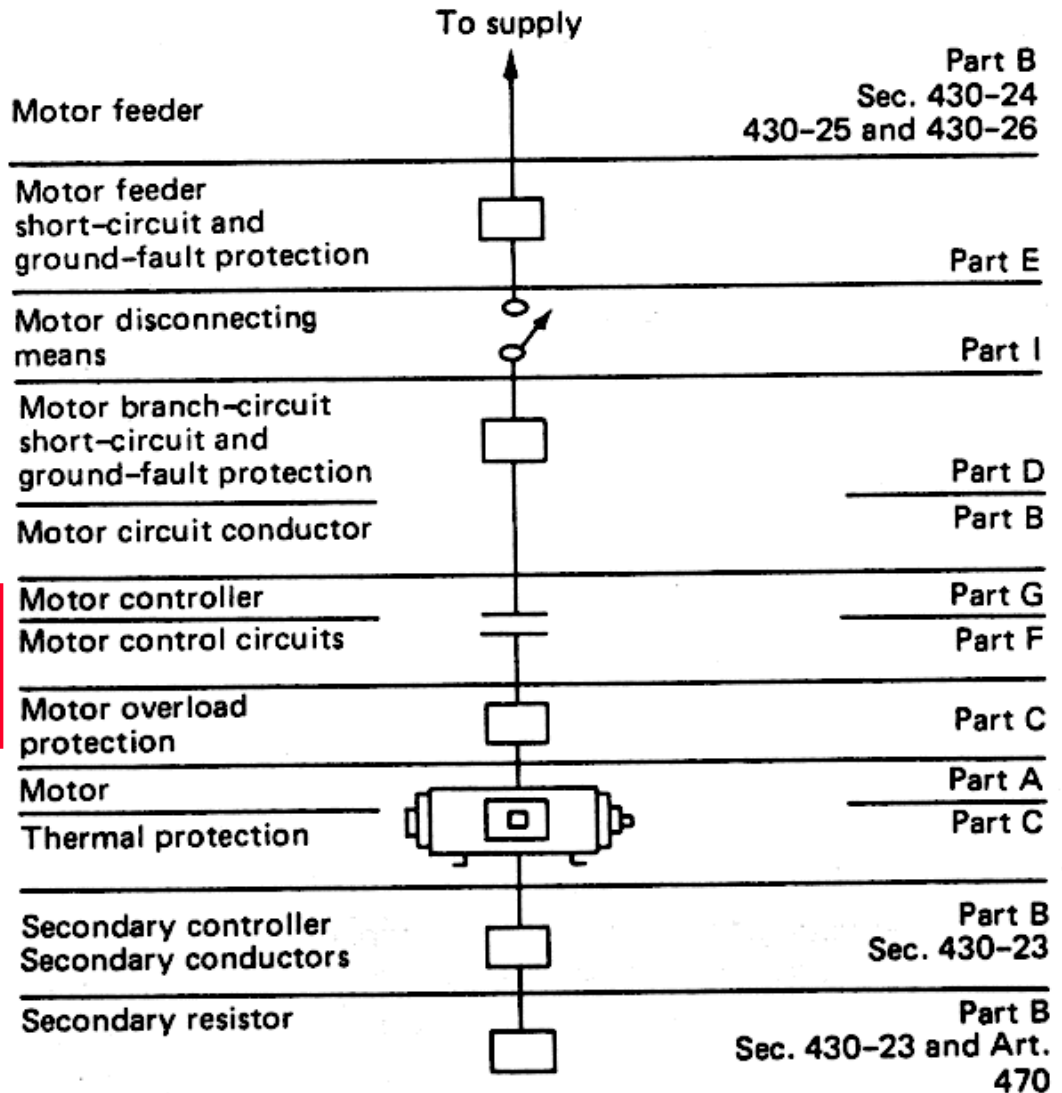 To supply
Motor feeder
Part B
Sec. 430-24
430-25 and 430-26
Motor feeder
short-circuit and
ground-fault protection
Part E
Motor disconnecting
means
Part I
Motor branch-circuit
short-circuit and
ground-fault protection
Part D
Motor circuit conductor
Part B
Motor controller
Part G
Motor control circuits
Part F
Motor overload
protection
Part C
Motor
Part A
Thermal protection
Part C
Secondary controller
Secondary conductors
Part B
Sec. 430-23
Secondary resistor
Part B
Sec. 430-23 and Art.
470